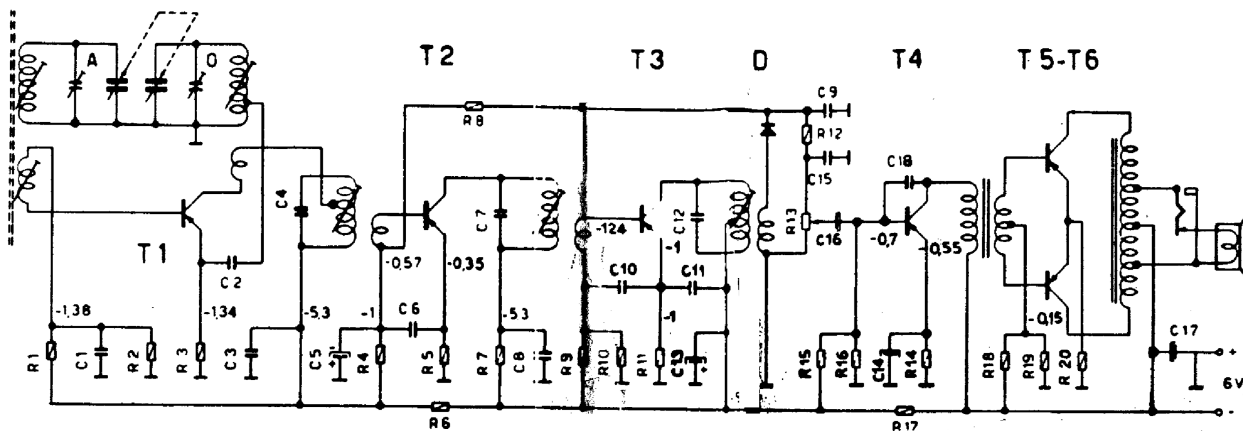 T2 T3 D T4 T5-T6
A O
C9
R8 R12
C15 C18
C4 C7 C12
R13
-1,24 C16 -0,7 0,55
T1 -0,57 -0,35 -1
C2 C10 C11
-1,38 -1,34 -5,3 -1 C6 -5,3 -1 -0,15
C17
R1 C1 R2 R3 C3 C5 + R4 R5 R7 C8 R9 R10 R11 C13 + R15 R16 C14 R14 R18 R19 R20
+
6V
-
R6 R17